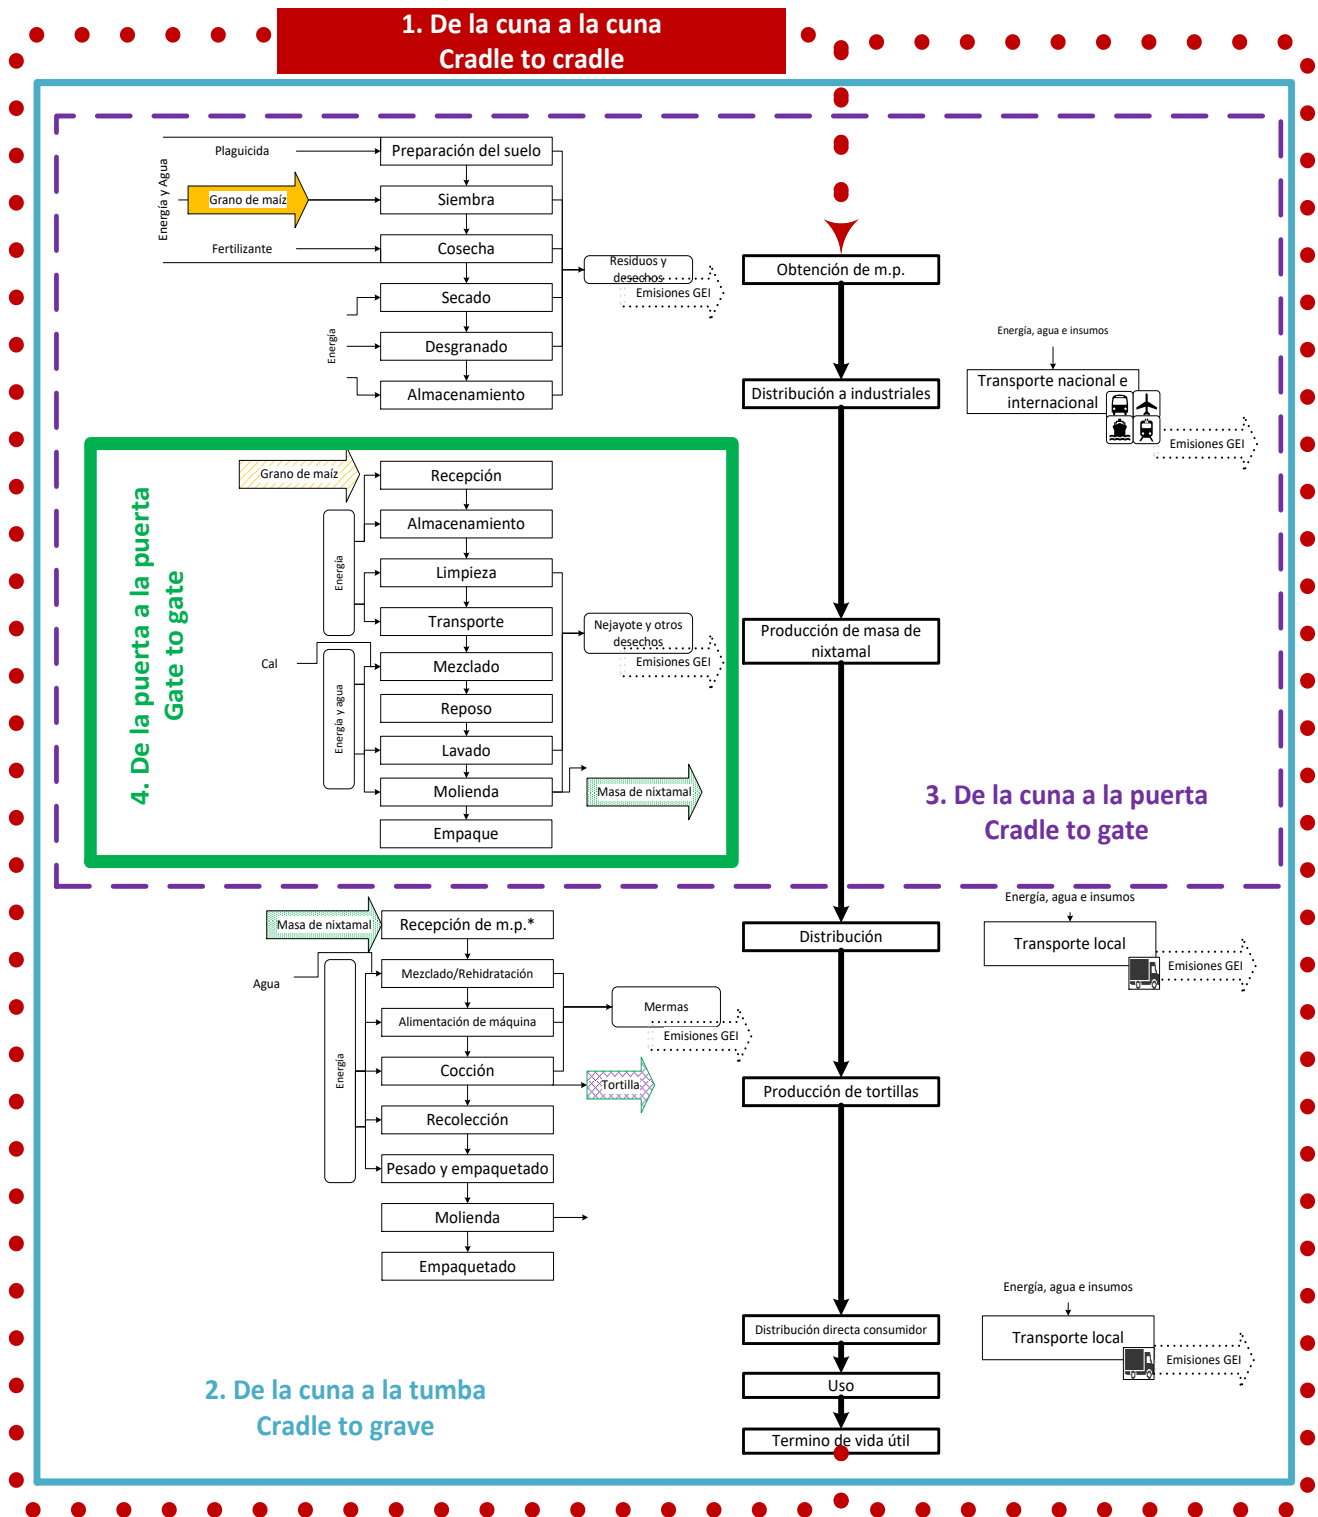 1. De la cuna a la cuna
Cradle to cradle
Energía y Agua
Plaguicida
Preparación del suelo
Grano de maíz
Siembra
Fertilizante
Cosecha
Residuos y
desechos
Emisiones GEI
Secado
Energía
Desgranado
Almacenamiento
Obtención de m.p.
Energía, agua e insumos
Distribución a industriales
Transporte nacional e
internacional
Emisiones GEI
4. De la puerta a la puerta
Gate to gate
Grano de maíz
Recepción
Energía
Almacenamiento
Limpieza
Transporte
Nejayote y otros
desechos
Emisiones GEI
Cal
Mezclado
Energía y agua
Reposo
Lavado
Molienda
Masa de nixtamal
Empaque
Producción de masa de
nixtamal
3. De la cuna a la puerta
Cradle to gate
Masa de nixtamal
Recepción de m.p.*
Agua
Mezclado/Rehidratación
Mermas
Emisiones GEI
Alimentación de máquina
Energía
Cocción
Tortilla
Recolección
Pesado y empaquetado
Molienda
Empaquetado
Distribución
Energía, agua e insumos
Transporte local
Emisiones GEI
Producción de tortillas
Energía, agua e insumos
Distribución directa consumidor
Transporte local
Emisiones GEI
Uso
Termino de vida útil
2. De la cuna a la tumba
Cradle to grave